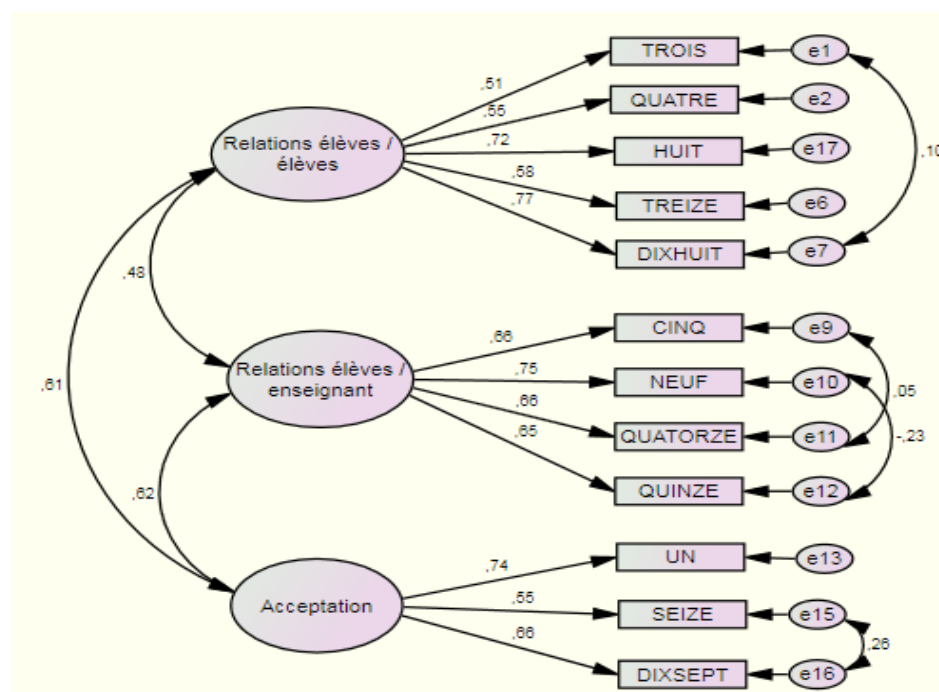 TROIS
e1
,51
QUATRE
e2
,55
Relations élèves /
élèves
,72
HUIT
e17
,10
,58
TREIZE
e6
,77
DIXHUIT
e7
,48
CINQ
e9
,66
Relations élèves /
enseignant
,75
NEUF
e10
,05
,61
,66
QUATORZE
e11
-,23
,65
QUINZE
e12
,62
UN
e13
,74
Acceptation
,55
SEIZE
e15
,26
,66
DIXSEPT
e16